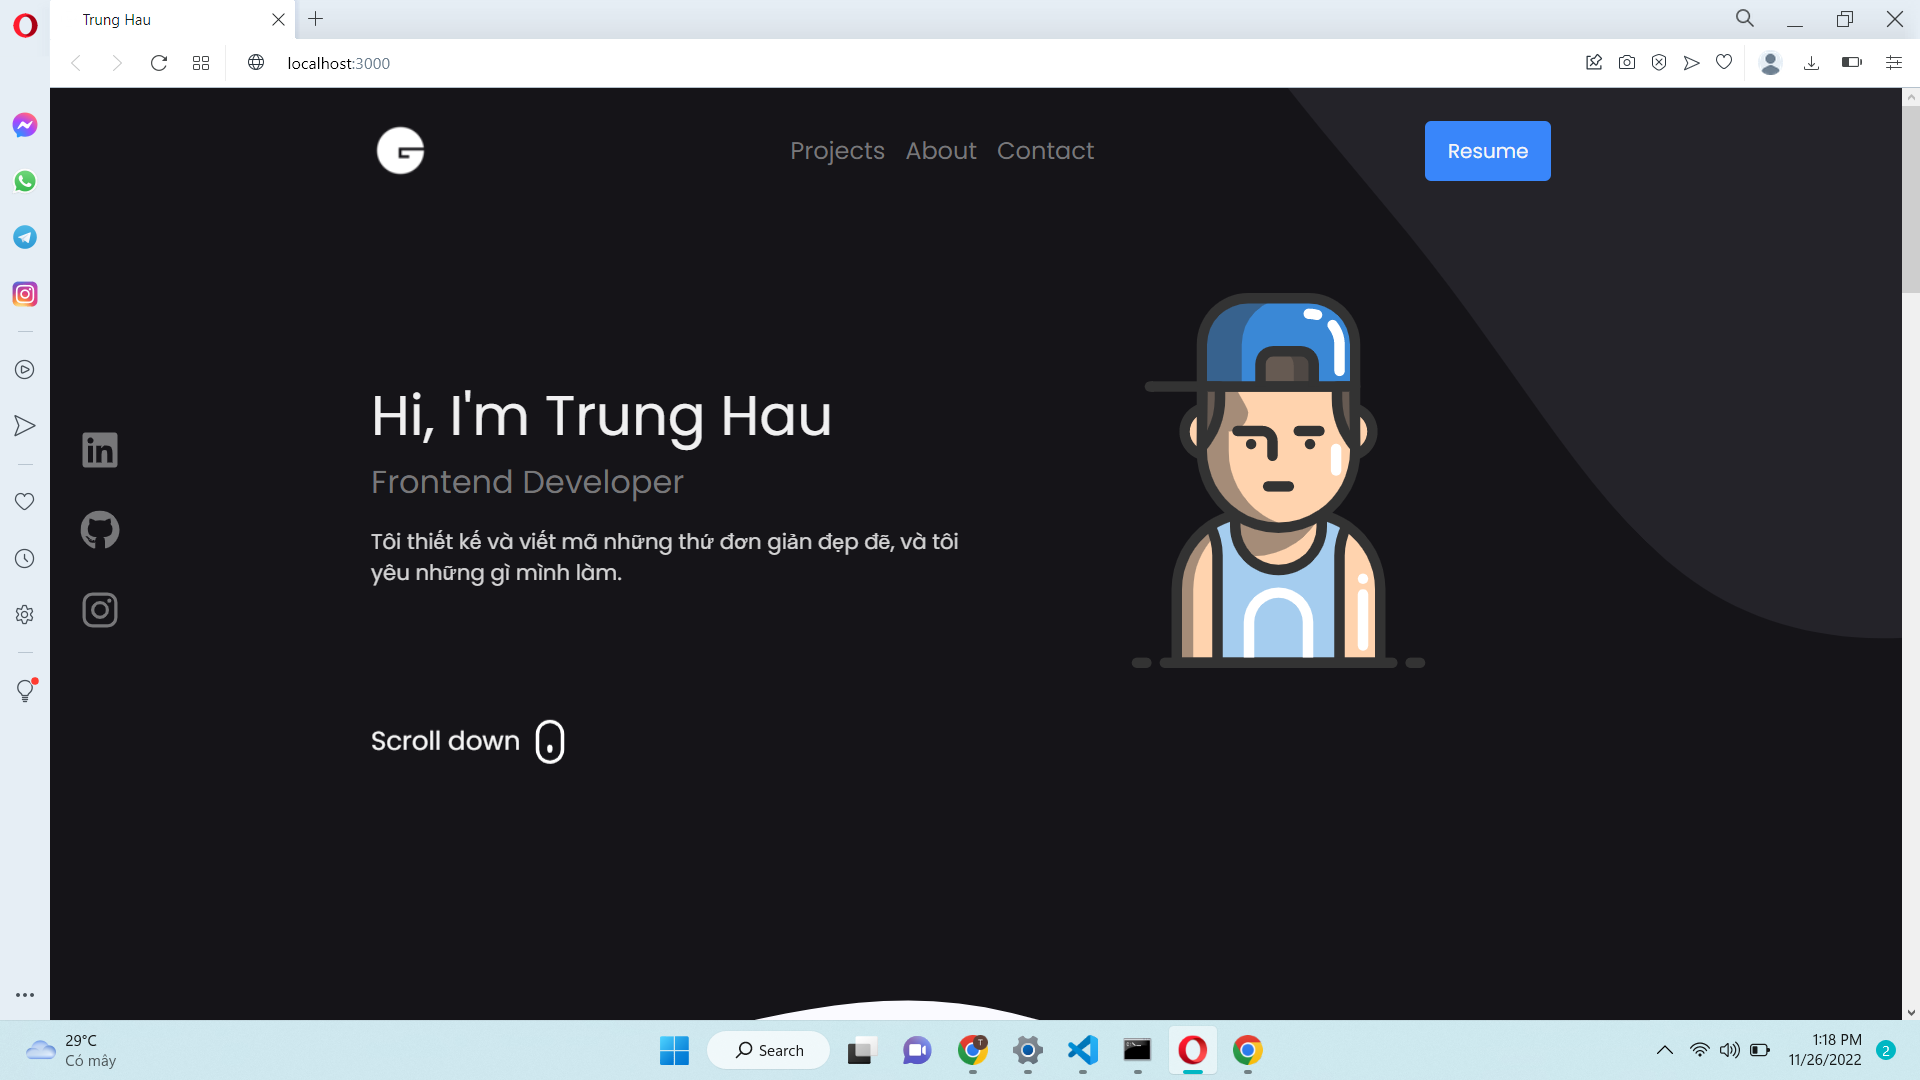 Trung Hau
localhost:3000
Projects About Contact
Resume
Hi, I'm Trung Hau
Frontend Developer
Tôi thiết kế và viết mã những thứ đơn giản đẹp đẽ, và tôi
yêu những gì mình làm.
Scroll down
29°C
Có mây
Search
T
1:18 PM
11/26/2022
2